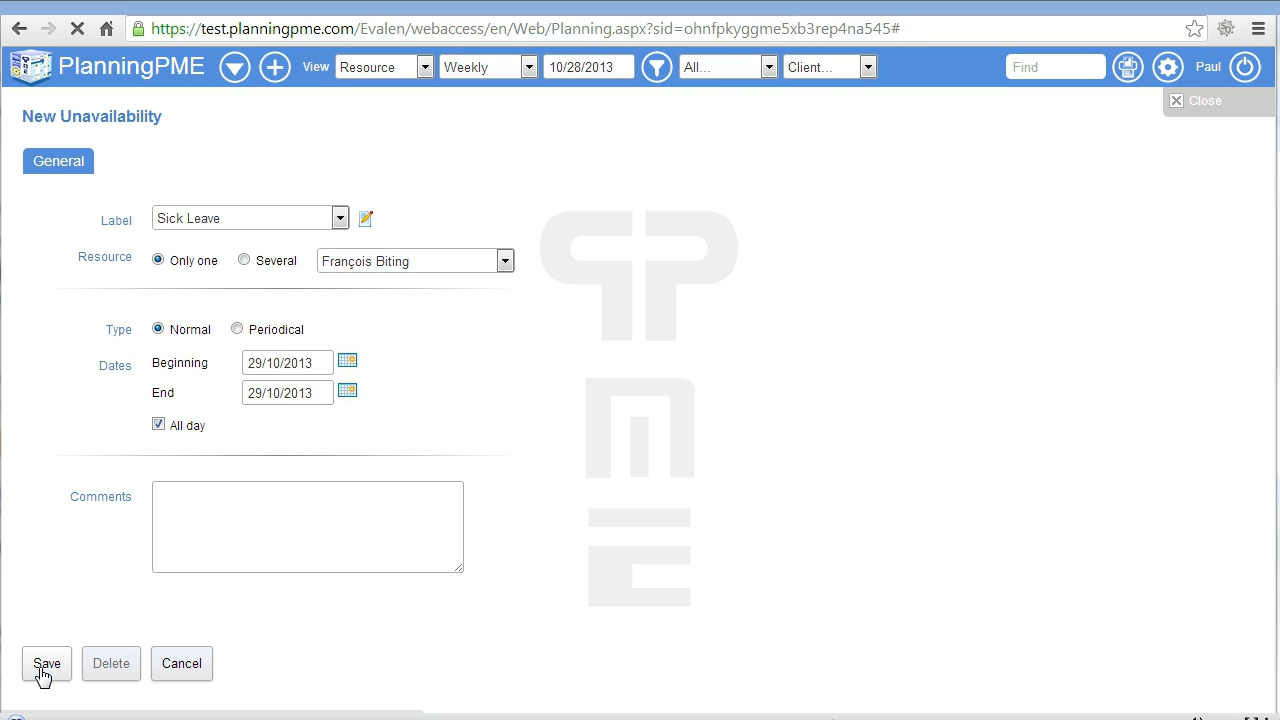 https://test.planningpme.com/Evalen/webaccess/en/Web/Planning.aspx?sid=ohnfpkyggme5xb3rep4na545#
PlanningPME View Resource Weekly 10/28/2013 All... Client... Find Paul
Close
New Unavailability
General
Label Sick Leave
Resource Only one Several François Biting
Type Normal Periodical
Dates Beginning 29/10/2013
End 29/10/2013
All day
Comments
Save Delete Cancel